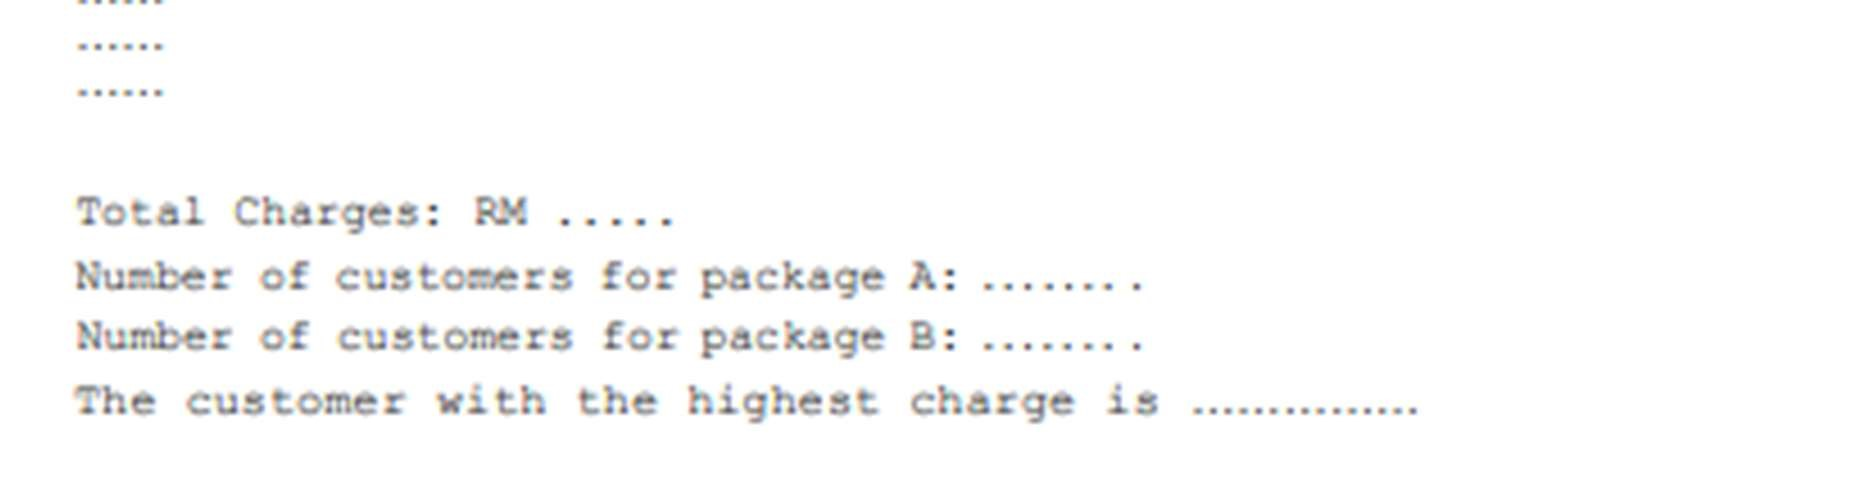 ......
......
......
Total Charges: RM .....
Number of customers for package A: .........
Number of customers for package B: .........
The customer with the highest charge is ...............